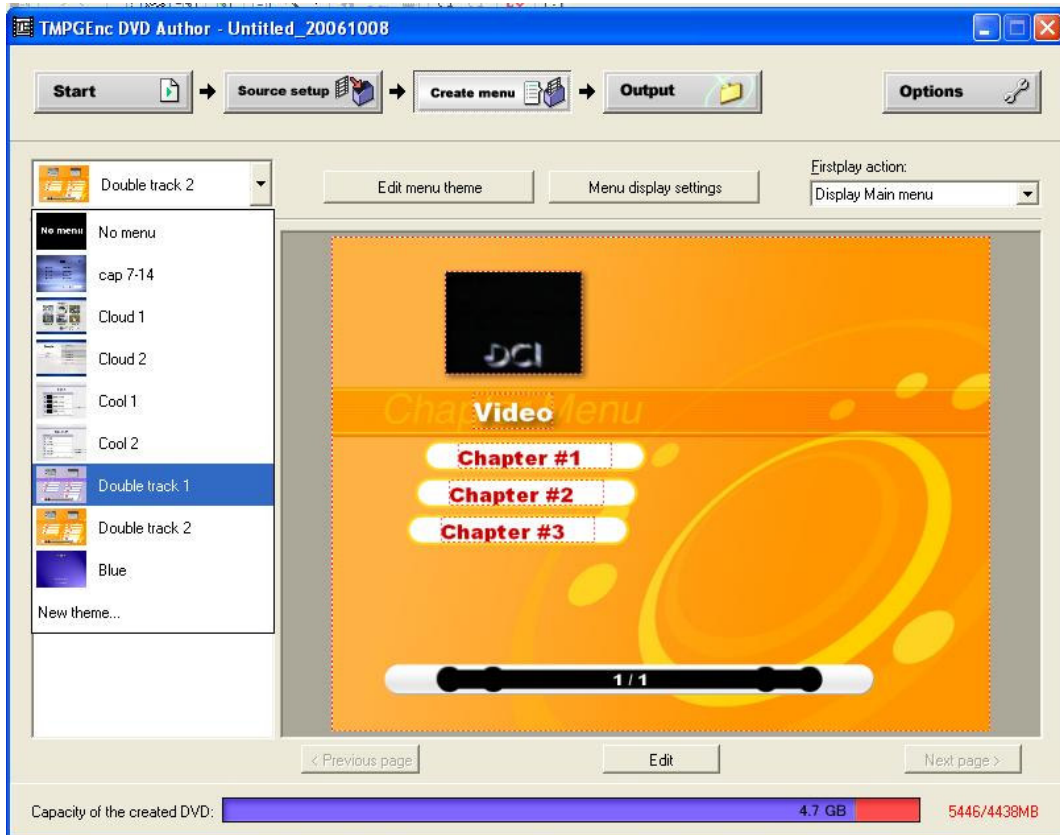 TMPGEnc DVD Author - Untitled_20061008
Start
Source setup
Create menu
Output
Options
Double track 2
Edit menu theme
Menu display settings
Firstplay action:
Display Main menu
No menu
No menu
cap 7-14
Cloud 1
Cloud 2
Cool 1
Cool 2
Double track 1
Double track 2
Blue
New theme...
DCI
Video
Chapter #1
Chapter #2
Chapter #3
1 / 1
< Previous page
Edit
Next page >
Capacity of the created DVD:
4.7 GB
5446/4438MB